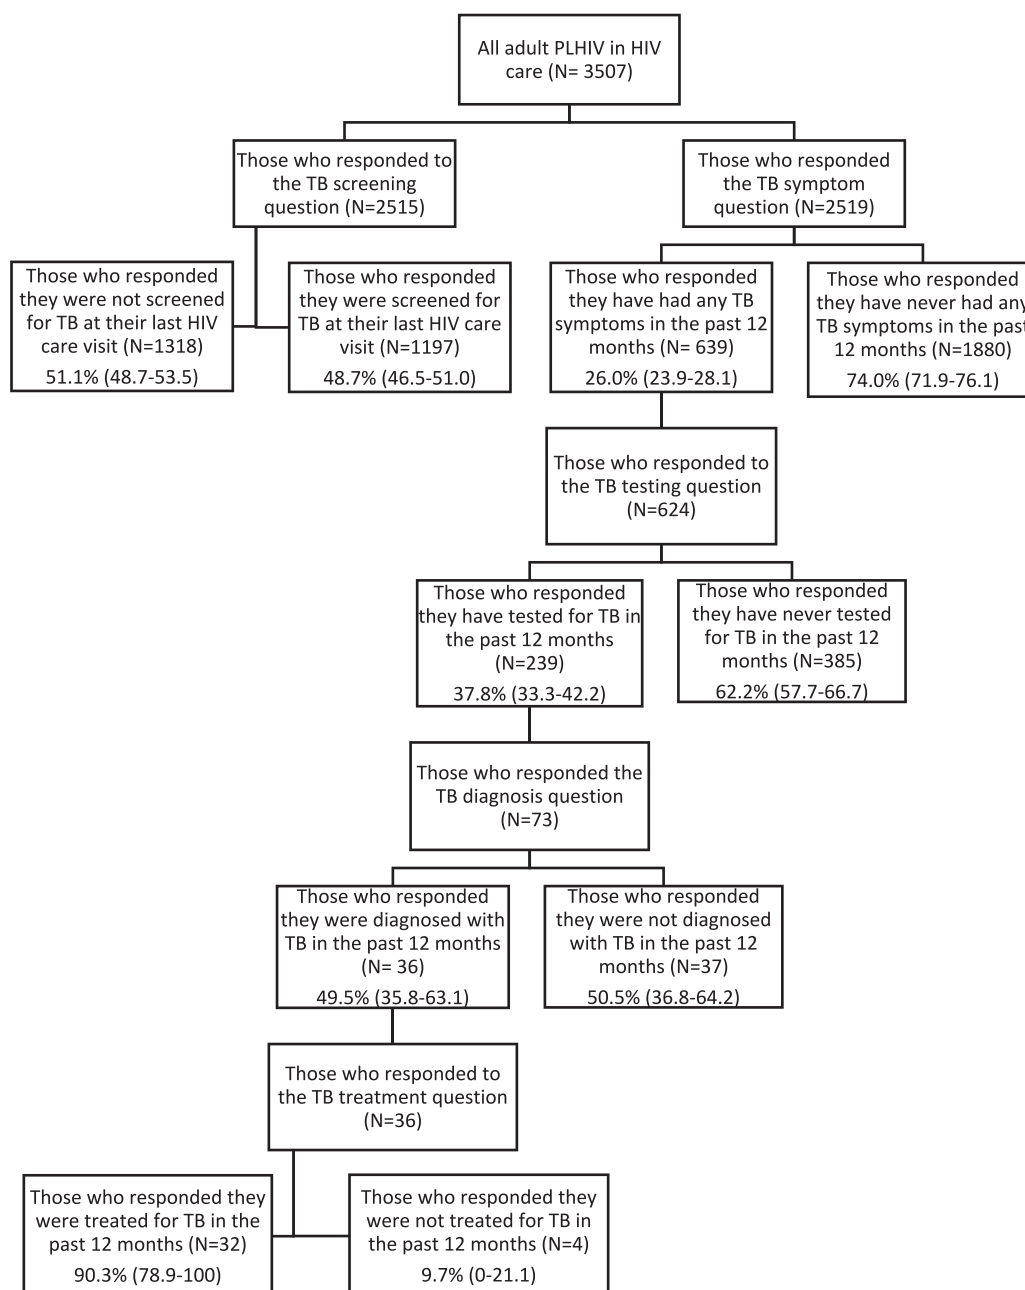 All adult PLHIV in HIV
care (N= 3507)
Those who responded to
the TB screening
question (N=2515)
Those who responded
the TB symptom
question (N=2519)
Those who responded
they were not screened
for TB at their last HIV
care visit (N=1318)
51.1% (48.7-53.5)
Those who responded
they were screened for
TB at their last HIV care
visit (N=1197)
48.7% (46.5-51.0)
Those who responded
they have had any TB
symptoms in the past 12
months (N= 639)
26.0% (23.9-28.1)
Those who responded
they have never had any
TB symptoms in the past
12 months (N=1880)
74.0% (71.9-76.1)
Those who responded to
the TB testing question
(N=624)
Those who responded
they have tested for TB in
the past 12 months
(N=239)
37.8% (33.3-42.2)
Those who responded
they have never tested
for TB in the past 12
months (N=385)
62.2% (57.7-66.7)
Those who responded the
TB diagnosis question
(N=73)
Those who responded
they were diagnosed with
TB in the past 12 months
(N= 36)
49.5% (35.8-63.1)
Those who responded
they were not diagnosed
with TB in the past 12
months (N=37)
50.5% (36.8-64.2)
Those who responded to
the TB treatment question
(N=36)
Those who responded they
were treated for TB in the
past 12 months (N=32)
90.3% (78.9-100)
Those who responded they
were not treated for TB in
the past 12 months (N=4)
9.7% (0-21.1)